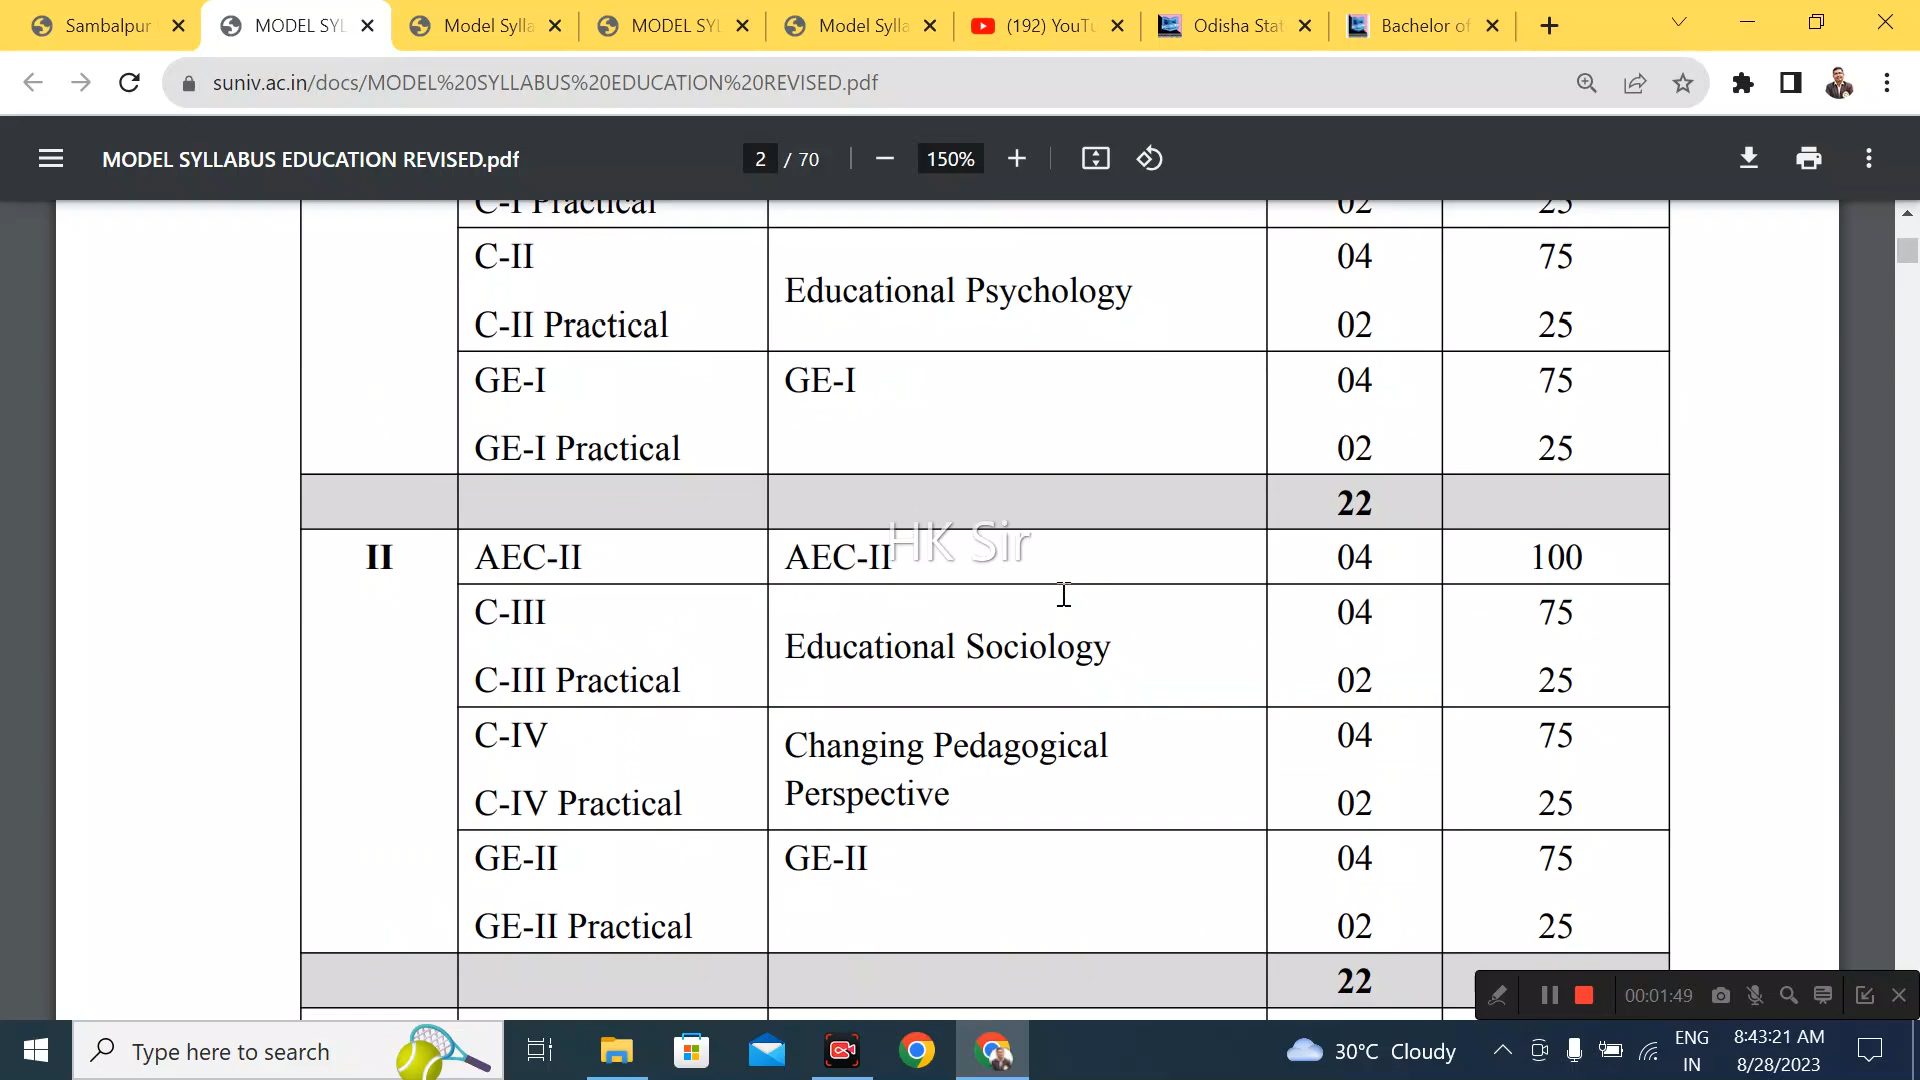 Sambalpur
MODEL SYL
Model Sylla
MODEL SYL
Model Sylla
(192) YouTu
Odisha Stat
Bachelor of
suniv.ac.in/docs/MODEL%20SYLLABUS%20EDUCATION%20REVISED.pdf
MODEL SYLLABUS EDUCATION REVISED.pdf
2 / 70
150%
C-I Practical 02 25
C-II 04 75
Educational Psychology
C-II Practical 02 25
GE-I GE-I 04 75
GE-I Practical 02 25
22
HK Sir
II AEC-II AEC-II 04 100
C-III 04 75
Educational Sociology
C-III Practical 02 25
C-IV 04 75
Changing Pedagogical
Perspective
C-IV Practical 02 25
GE-II GE-II 04 75
GE-II Practical 02 25
22
00:01:49
Type here to search
30°C Cloudy
ENG
IN
8:43:21 AM
8/28/2023